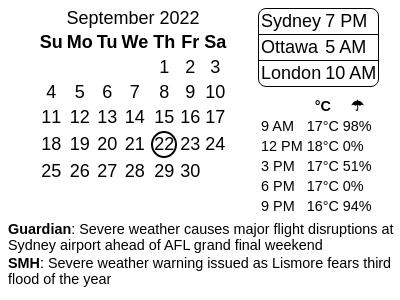 September 2022
Su Mo Tu We Th Fr Sa
1 2 3
4 5 6 7 8 9 10
11 12 13 14 15 16 17
18 19 20 21 22 23 24
25 26 27 28 29 30
Sydney 7 PM
Ottawa 5 AM
London 10 AM
°C ☂
9 AM 17°C 98%
12 PM 18°C 0%
3 PM 17°C 51%
6 PM 17°C 0%
9 PM 16°C 94%
Guardian: Severe weather causes major flight disruptions at
Sydney airport ahead of AFL grand final weekend
SMH: Severe weather warning issued as Lismore fears third
flood of the year